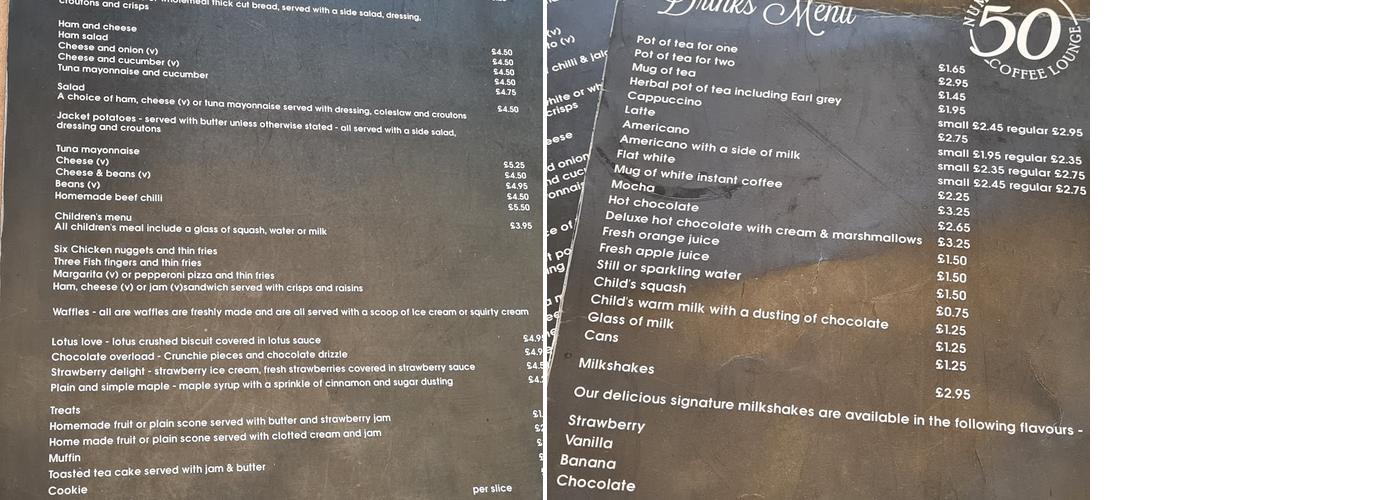 thick cut bread, served with a side salad, dressing,
croutons and crisps
Ham and cheese £4.50
Ham salad £4.50
Cheese and onion (v) £4.50
Cheese and cucumber (v) £4.50
Tuna mayonnaise and cucumber £4.75
Salad
A choice of ham, cheese (v) or tuna mayonnaise served with dressing, coleslaw and croutons £4.50
Jacket potatoes - served with butter unless otherwise stated - all served with a side salad,
dressing and croutons
Tuna mayonnaise £5.25
Cheese (v) £4.50
Cheese & beans (v) £4.95
Beans (v) £4.50
Homemade beef chilli £5.50
Children's menu
All children's meal include a glass of squash, water or milk £3.95
Six Chicken nuggets and thin fries
Three Fish fingers and thin fries
Margarita (v) or pepperoni pizza and thin fries
Ham, cheese (v) or jam (v)sandwich served with crisps and raisins
Waffles - all are waffles are freshly made and are all served with a scoop of Ice cream or squirty cream
Lotus love - lotus crushed biscuit covered in lotus sauce
Chocolate overload - Crunchie pieces and chocolate drizzle
Strawberry delight - strawberry ice cream, fresh strawberries covered in strawberry sauce
Plain and simple maple - maple syrup with a sprinkle of cinnamon and sugar dusting
Treats
Homemade fruit or plain scone served with butter and strawberry jam
Home made fruit or plain scone served with clotted cream and jam
Muffin
Toasted tea cake served with jam & butter
Cookie per slice
Drinks Menu
50
COFFEE LOUNGE
Pot of tea for one £1.65
Pot of tea for two £2.95
Mug of tea £1.45
Herbal pot of tea including Earl grey £1.95
Cappuccino small £2.45 regular £2.95
Latte £2.75
Americano small £1.95 regular £2.35
Americano with a side of milk small £2.35 regular £2.75
Flat white small £2.45 regular £2.75
Mug of white instant coffee £2.25
Mocha £3.25
Hot chocolate £2.65
Deluxe hot chocolate with cream & marshmallows £3.25
Fresh orange juice £1.50
Fresh apple juice £1.50
Still or sparkling water £1.50
Child's squash £0.75
Child's warm milk with a dusting of chocolate £1.25
Glass of milk £1.25
Cans £1.25
Milkshakes £2.95
Our delicious signature milkshakes are available in the following flavours -
Strawberry
Vanilla
Banana
Chocolate